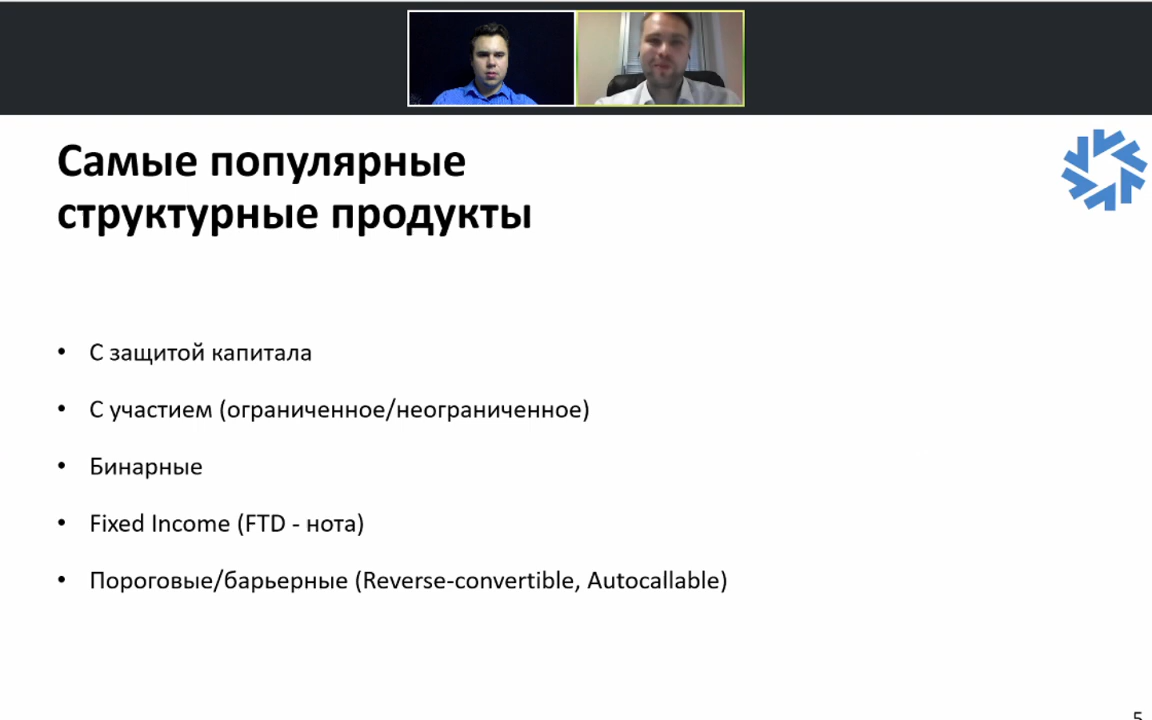 Самые популярные
структурные продукты
• С защитой капитала
• С участием (ограниченное/неограниченное)
• Бинарные
• Fixed Income (FTD - нота)
• Пороговые/барьерные (Reverse-convertible, Autocallable)
5